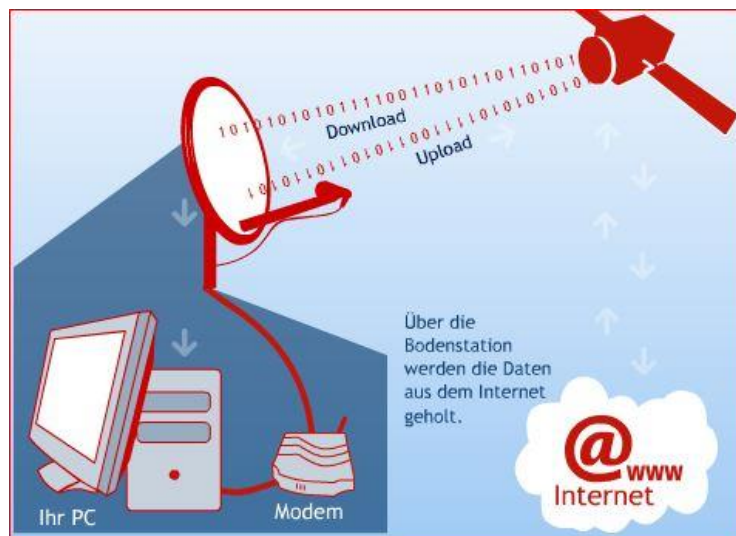 Download
Upload
Über die
Bodenstation
werden die Daten
aus dem Internet
geholt.
@ www
Internet
Modem
Ihr PC